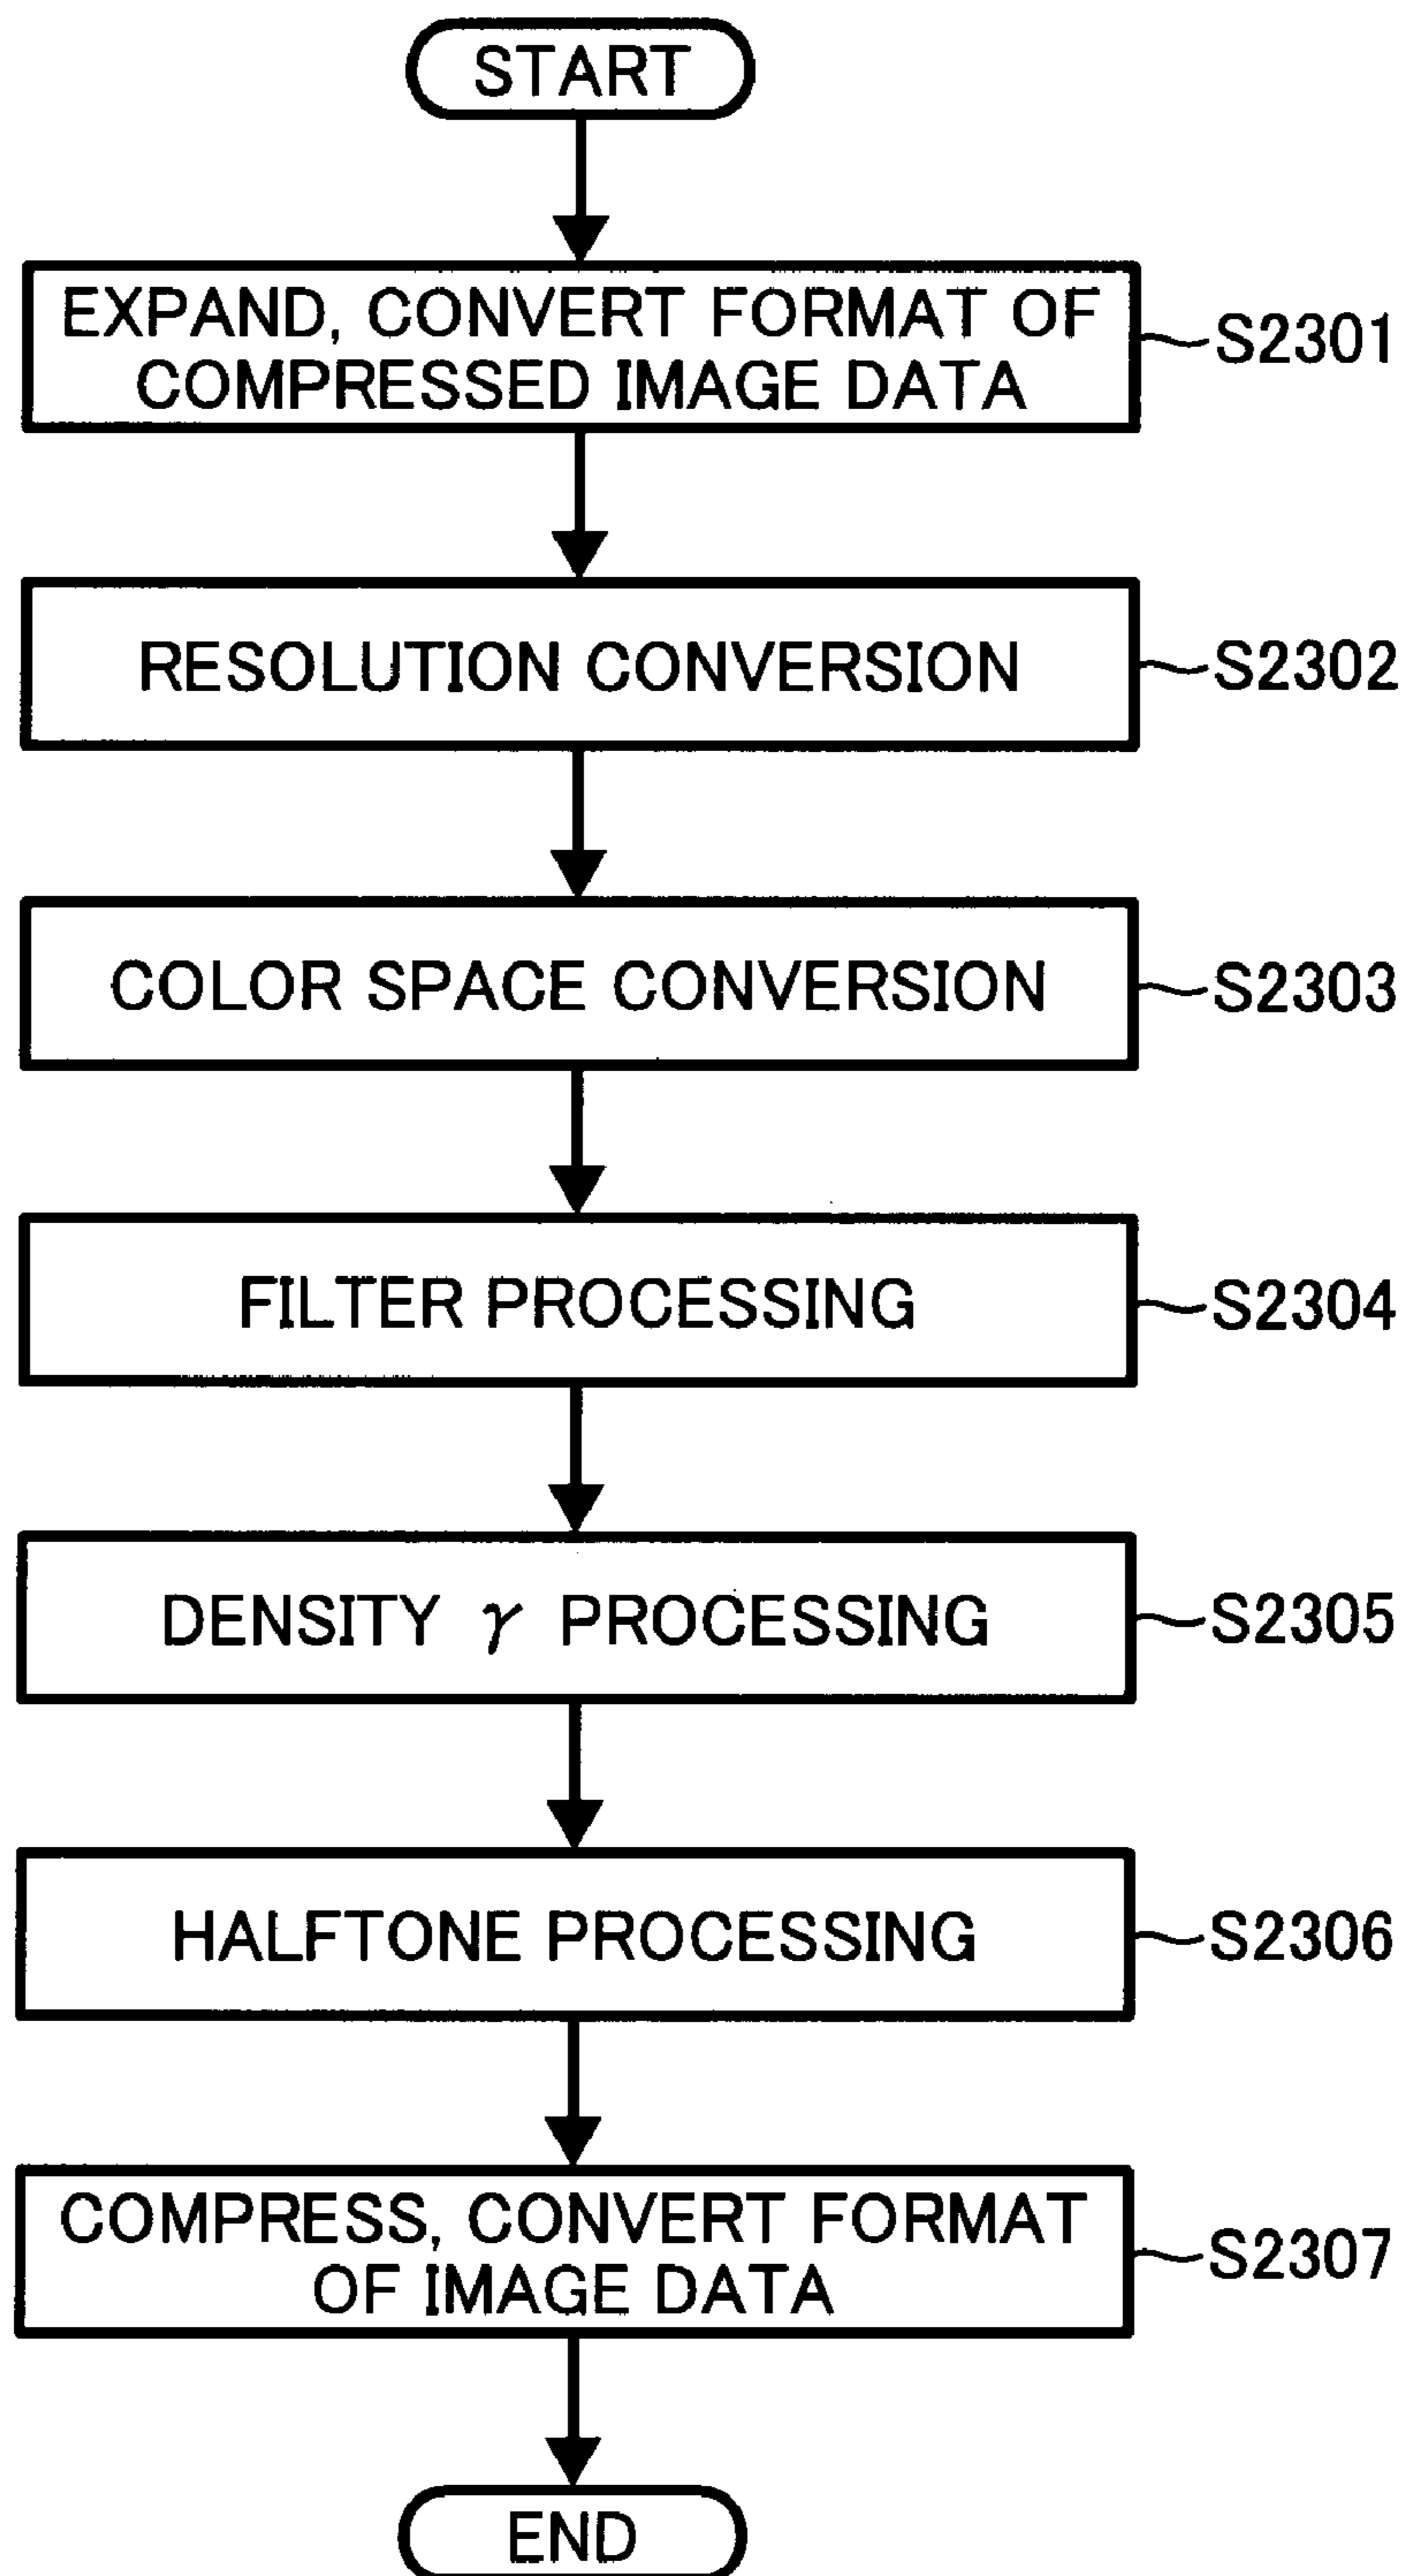 START
EXPAND, CONVERT FORMAT OF
COMPRESSED IMAGE DATA
S2301
RESOLUTION CONVERSION
S2302
COLOR SPACE CONVERSION
S2303
FILTER PROCESSING
S2304
DENSITY γ PROCESSING
S2305
HALFTONE PROCESSING
S2306
COMPRESS, CONVERT FORMAT
OF IMAGE DATA
S2307
END